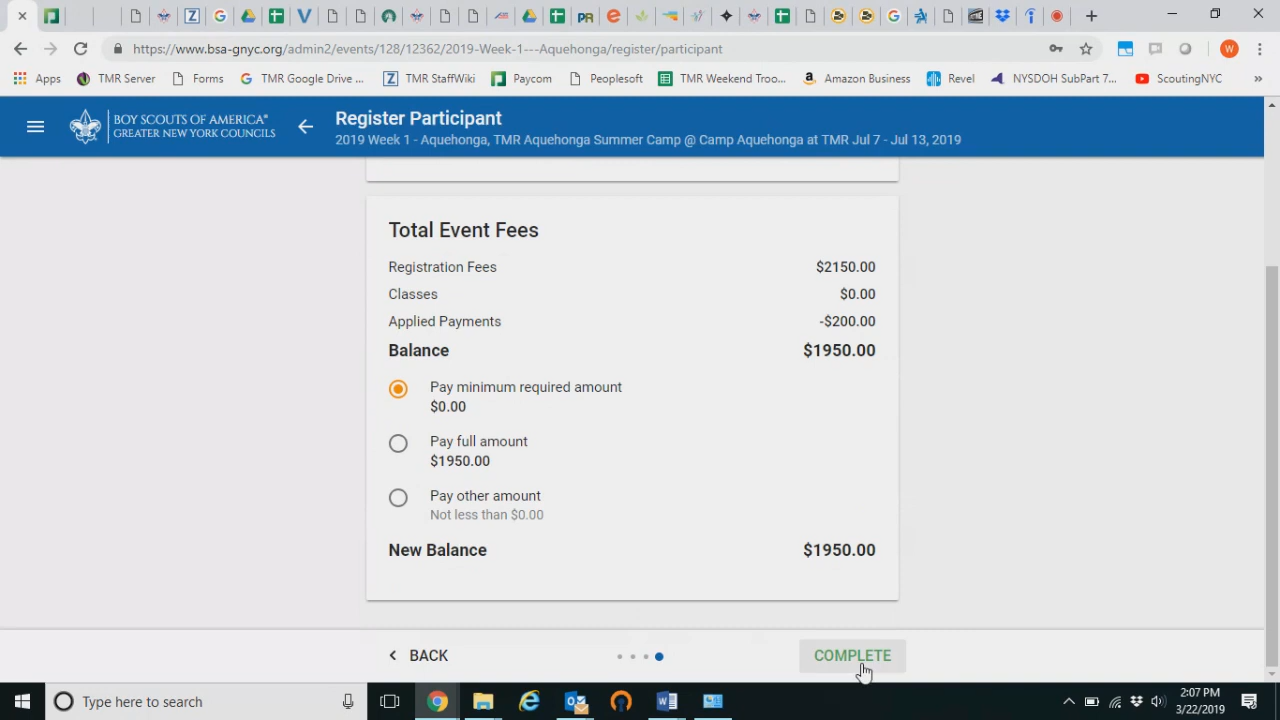 https://www.bsa-gnyc.org/admin2/events/128/12362/2019-Week-1---Aquehonga/register/participant
W
Apps
TMR Server
Forms
TMR Google Drive ...
TMR StaffWiki
Paycom
Peoplesoft
TMR Weekend Troo...
Amazon Business
Revel
NYSDOH SubPart 7...
ScoutingNYC
»
BOY SCOUTS OF AMERICA®
GREATER NEW YORK COUNCILS
Register Participant
2019 Week 1 - Aquehonga, TMR Aquehonga Summer Camp @ Camp Aquehonga at TMR Jul 7 - Jul 13, 2019
Total Event Fees
Registration Fees $2150.00
Classes $0.00
Applied Payments -$200.00
Balance $1950.00
Pay minimum required amount
$0.00
Pay full amount
$1950.00
Pay other amount
Not less than $0.00
New Balance $1950.00
BACK
COMPLETE
Type here to search
2:07 PM
3/22/2019